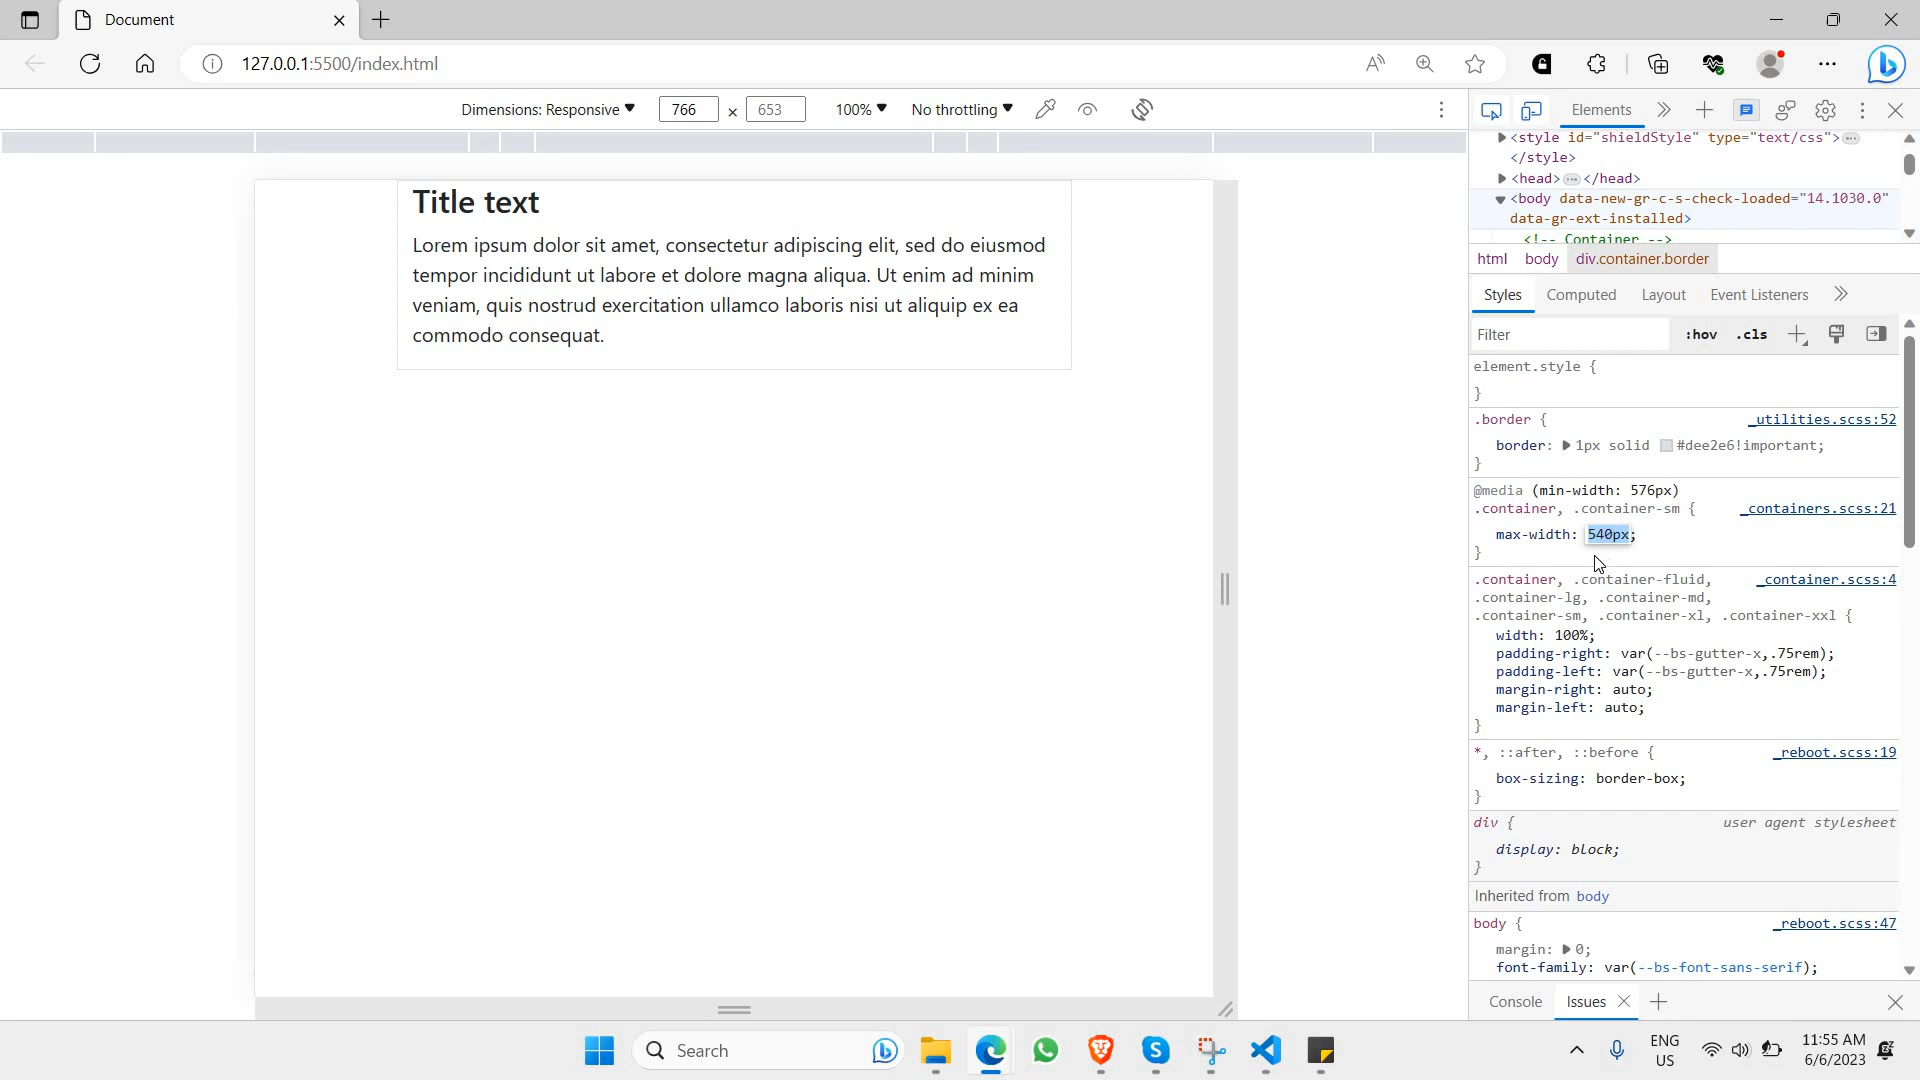 Document
127.0.0.1:5500/index.html
Dimensions: Responsive 766 x 653 100% No throttling
Elements
<style id="shieldStyle" type="text/css">
</style>
<head> </head>
<body data-new-gr-c-s-check-loaded="14.1030.0"
data-gr-ext-installed>
<!-- Container -->
html body div.container.border
Styles Computed Layout Event Listeners
Filter :hov .cls
element.style {
}
.border { _utilities.scss:52
border: 1px solid #dee2e6!important;
}
@media (min-width: 576px)
.container, .container-sm { _containers.scss:21
max-width: 540px;
}
.container, .container-fluid, _container.scss:4
.container-lg, .container-md,
.container-sm, .container-xl, .container-xxl {
width: 100%;
padding-right: var(--bs-gutter-x,.75rem);
padding-left: var(--bs-gutter-x,.75rem);
margin-right: auto;
margin-left: auto;
}
*, ::after, ::before { _reboot.scss:19
box-sizing: border-box;
}
div { user agent stylesheet
display: block;
}
Inherited from body
body { _reboot.scss:47
margin: 0;
font-family: var(--bs-font-sans-serif);
Console Issues
Title text
Lorem ipsum dolor sit amet, consectetur adipiscing elit, sed do eiusmod
tempor incididunt ut labore et dolore magna aliqua. Ut enim ad minim
veniam, quis nostrud exercitation ullamco laboris nisi ut aliquip ex ea
commodo consequat.
Search
ENG
US
11:55 AM
6/6/2023